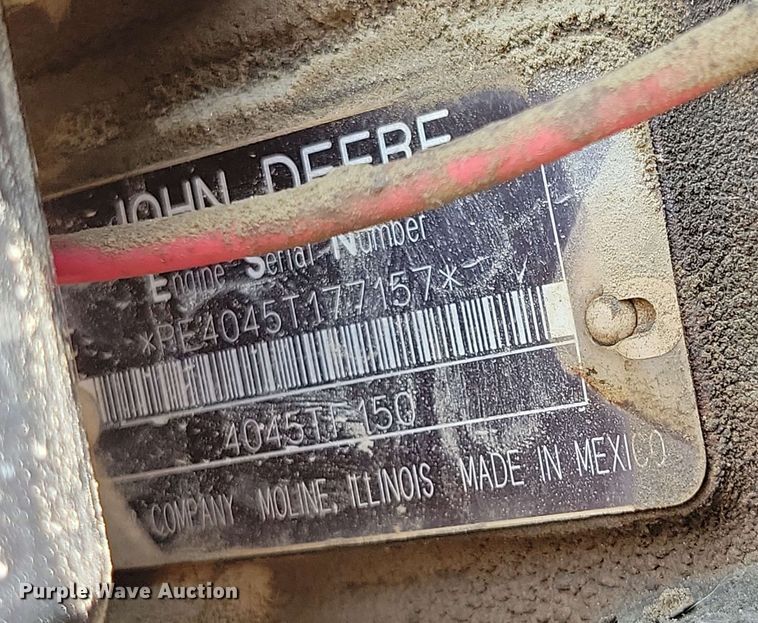 JOHN DEERE
Engine Serial Number
*PE4045T177157*
4045TF150
COMPANY MOLINE, ILLINOIS MADE IN MEXICO
Purple Wave Auction